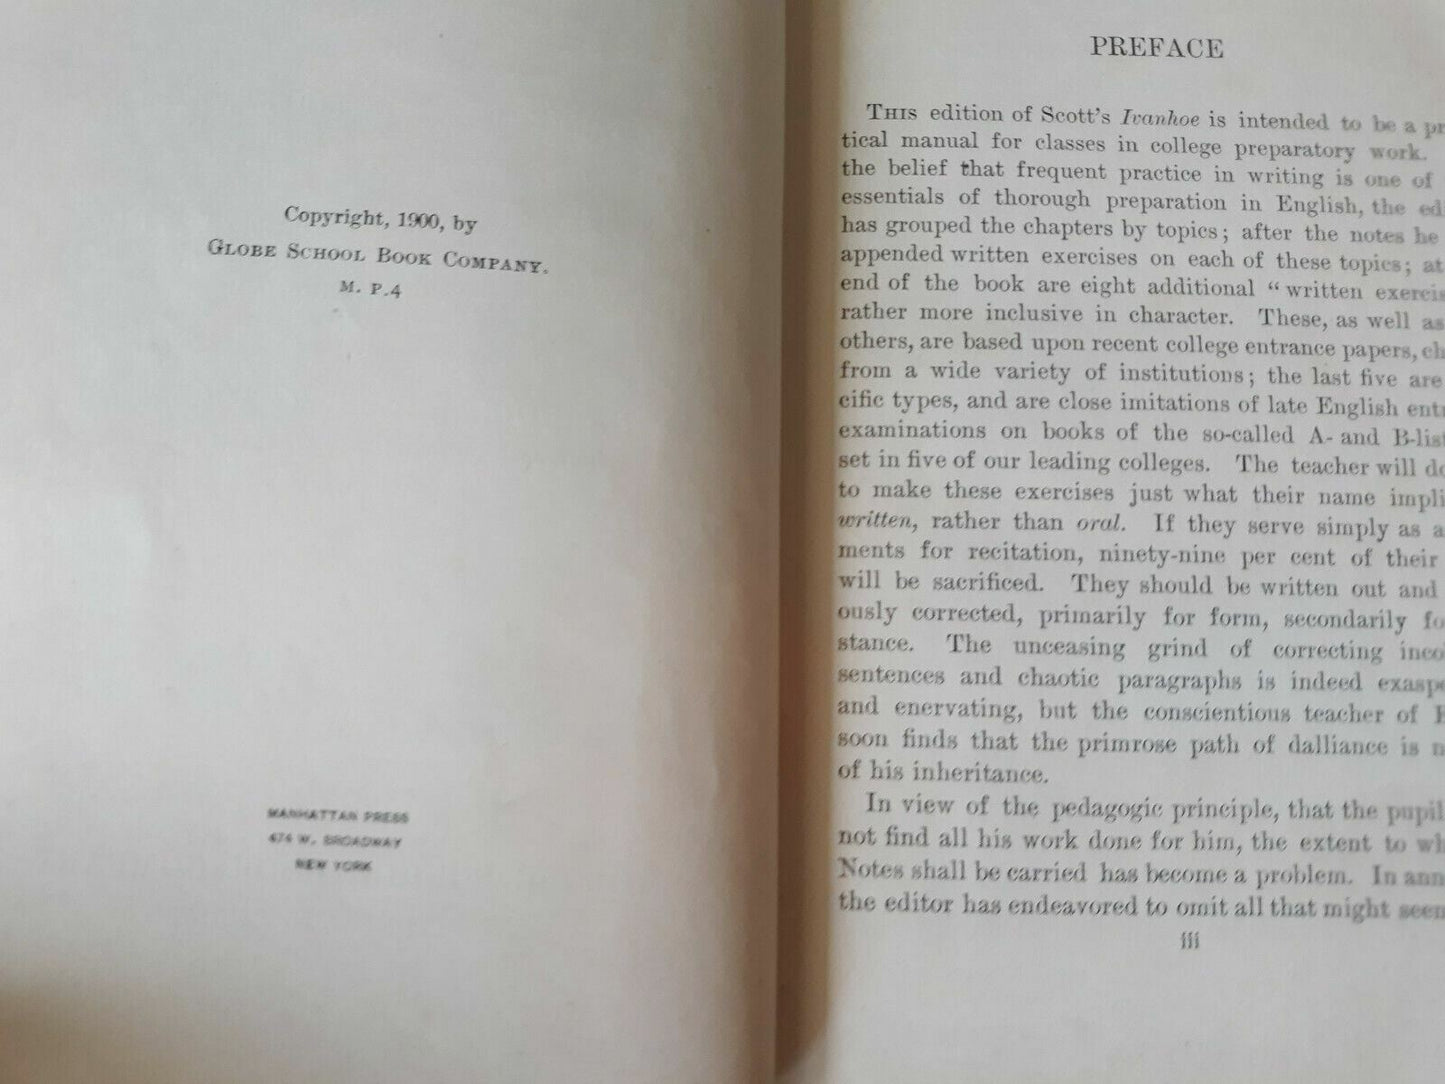 Copyright, 1900, by
GLOBE SCHOOL BOOK COMPANY.
M. P.4
MANHATTAN PRESS
474 W. BROADWAY
NEW YORK
PREFACE
THIS edition of Scott's Ivanhoe is intended to be a pr
tical manual for classes in college preparatory work.
the belief that frequent practice in writing is one of
essentials of thorough preparation in English, the ed
has grouped the chapters by topics; after the notes he
appended written exercises on each of these topics; at
end of the book are eight additional "written exercis
rather more inclusive in character. These, as well as
others, are based upon recent college entrance papers, ch
from a wide variety of institutions; the last five are
cific types, and are close imitations of late English entr
examinations on books of the so-called A- and B-list
set in five of our leading colleges. The teacher will do
to make these exercises just what their name impli
written, rather than oral. If they serve simply as a
ments for recitation, ninety-nine per cent of their
will be sacrificed. They should be written out and
ously corrected, primarily for form, secondarily fo
stance. The unceasing grind of correcting inco
sentences and chaotic paragraphs is indeed exaspe
and enervating, but the conscientious teacher of E
soon finds that the primrose path of dalliance is n
of his inheritance.
In view of the pedagogic principle, that the pupil
not find all his work done for him, the extent to wh
Notes shall be carried has become a problem. In ann
the editor has endeavored to omit all that might seem
iii